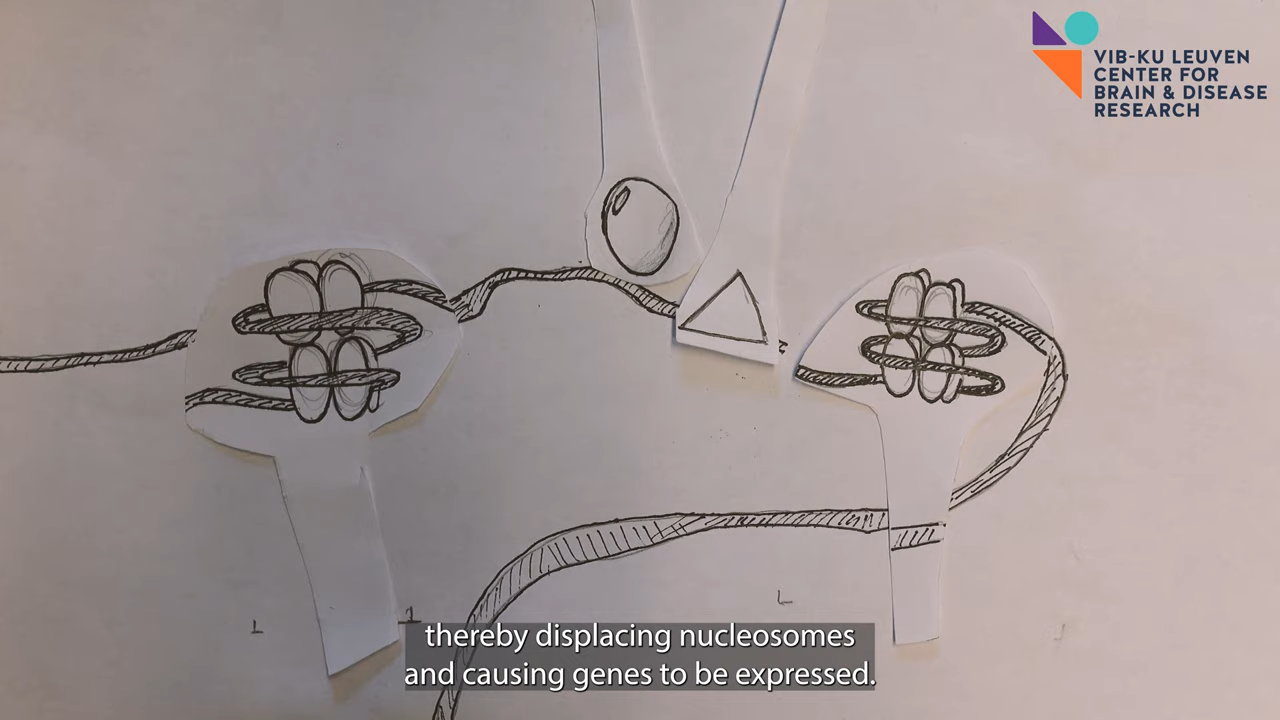 VIB-KU LEUVEN
CENTER FOR
BRAIN & DISEASE
RESEARCH
thereby displacing nucleosomes
and causing genes to be expressed.